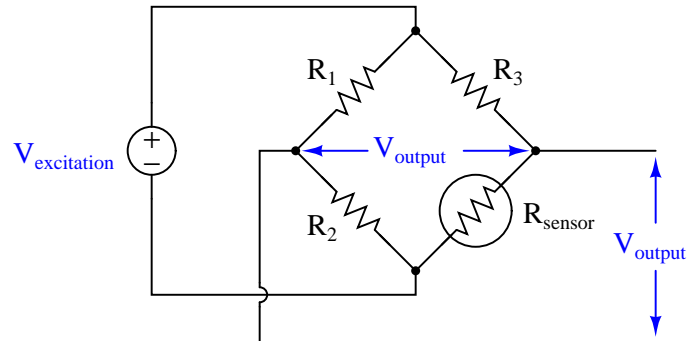 R1
R3
+
−
Vexcitation
Voutput
R2
Rsensor
Voutput